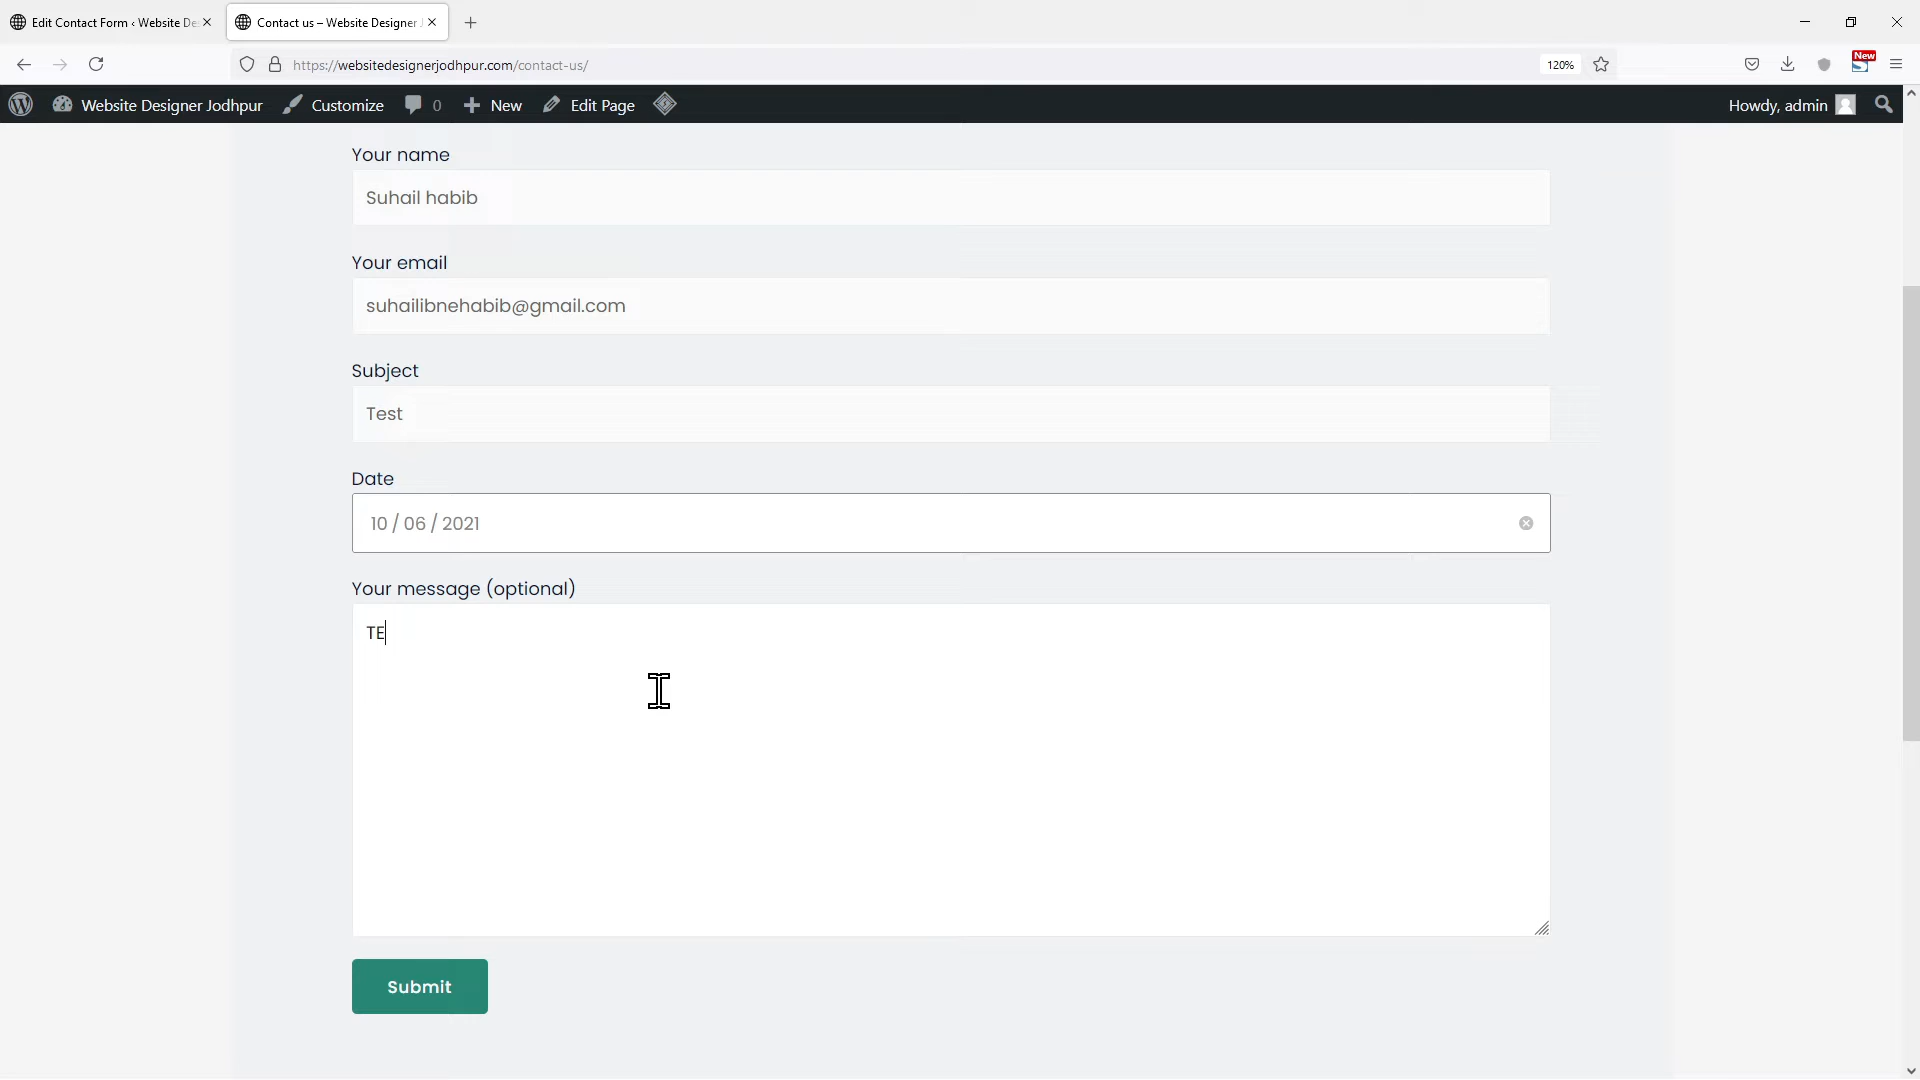 Edit Contact Form ‹ Website De
Contact us – Website Designer J
https://websitedesignerjodhpur.com/contact-us/
120%
New
Website Designer Jodhpur
Customize
0
New
Edit Page
Howdy, admin
Your name
Suhail habib
Your email
suhailibnehabib@gmail.com
Subject
Test
Date
10 / 06 / 2021
Your message (optional)
TE
Submit